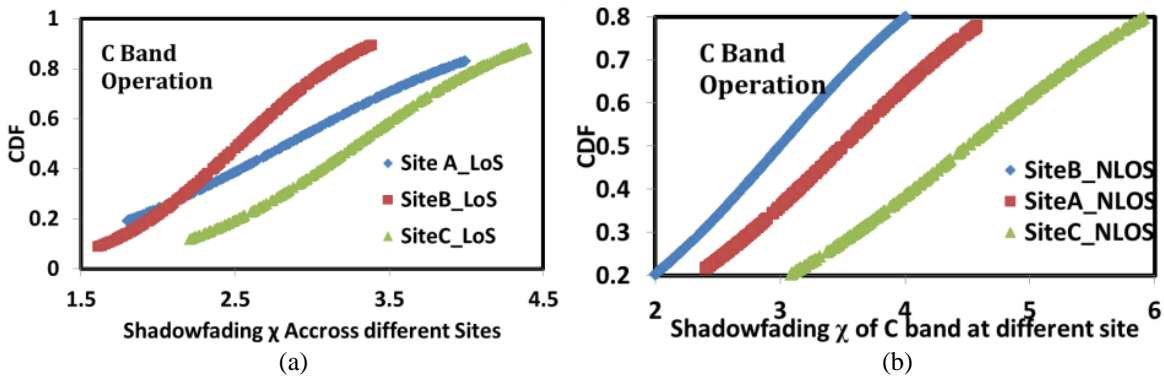 1
0.8
0.6
0.4
0.2
0
CDF
C Band
Operation
Site A_LoS
SiteB_LoS
SiteC_LoS
1.5 2.5 3.5 4.5
Shadowfading χ Accross different Sites
(a)
0.8
0.7
0.6
0.5
0.4
0.3
0.2
CDF
C Band
Operation
SiteB_NLOS
SiteA_NLOS
SiteC_NLOS
2 3 4 5 6
Shadowfading χ of C band at different site
(b)